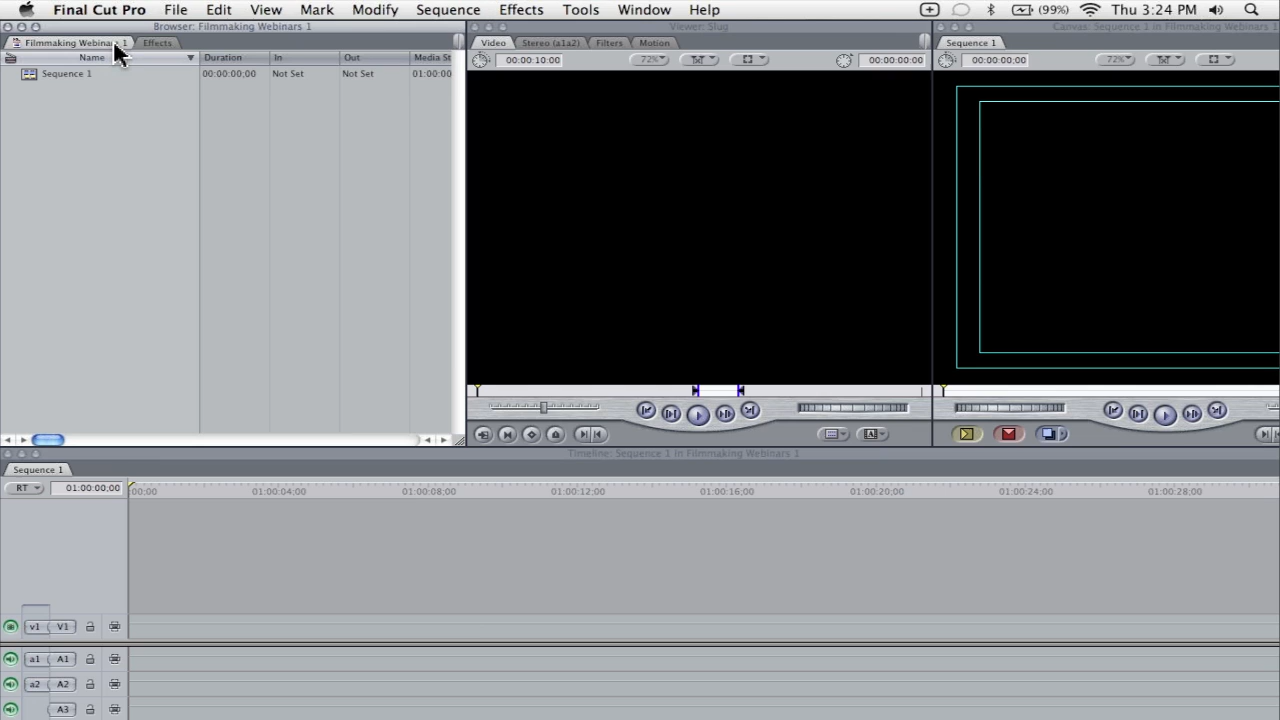 Final Cut Pro File Edit View Mark Modify Sequence Effects Tools Window Help (99%) Thu 3:24 PM
Browser: Filmmaking Webinars 1 Viewer: Slug Canvas: Sequence 1 in Filmmaking Webinars 1
Filmmaking Webinars 1 Effects Video Stereo (a1a2) Filters Motion Sequence 1
Name Duration In Out Media St 00:00:10:00 72% 00:00:00:00 00:00:00;00 72%
Sequence 1 00:00:00;00 Not Set Not Set 01:00:00
Timeline: Sequence 1 in Filmmaking Webinars 1
Sequence 1
RT 01:00:00;00 :00:00 01:00:04;00 01:00:08;00 01:00:12;00 01:00:16;00 01:00:20;00 01:00:24;00 01:00:28;00
v1 V1
a1 A1
a2 A2
A3